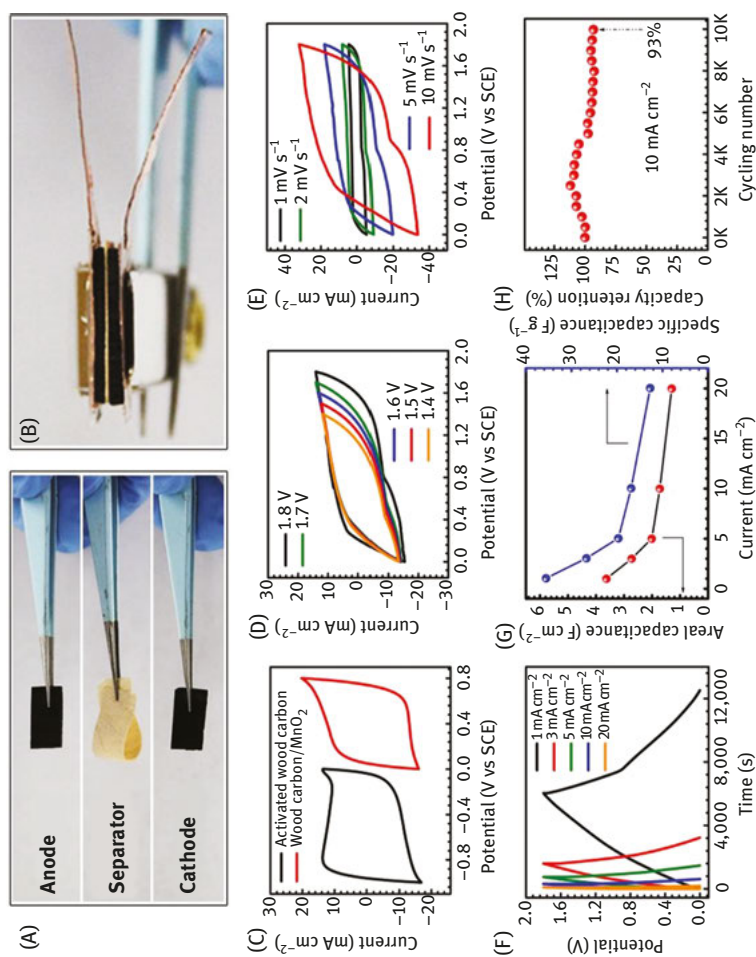 (A)
Anode
Separator
Cathode
(B)
(C)
Activated wood carbon
Wood carbon/MnO₂
30
20
10
0
−10
−20
Current (mA cm⁻²)
−0.8
−0.4
0.0
0.4
0.8
Potential (V vs SCE)
(D)
1.8 V
1.7 V
1.6 V
1.5 V
1.4 V
30
20
10
0
−10
−20
−30
Current (mA cm⁻²)
0.0
0.4
0.8
1.2
1.6
2.0
Potential (V vs SCE)
(E)
1 mV s⁻¹
2 mV s⁻¹
5 mV s⁻¹
10 mV s⁻¹
40
20
0
−20
−40
Current (mA cm⁻²)
0.0
0.4
0.8
1.2
1.6
2.0
Potential (V vs SCE)
(F)
1 mA cm⁻²
3 mA cm⁻²
5 mA cm⁻²
10 mA cm⁻²
20 mA cm⁻²
2.0
1.6
1.2
0.8
0.4
0.0
Potential (V)
0
4,000
8,000
12,000
Time (s)
(G)
6
5
4
3
2
1
0
Areal capacitance (F cm⁻²)
0
5
10
15
20
Current (mA cm⁻²)
40
30
20
10
0
Specific capacitance (F g⁻¹)
(H)
125
100
75
50
25
0
Capacity retention (%)
93%
10 mA cm⁻²
0K
2K
4K
6K
8K
10K
Cycling number